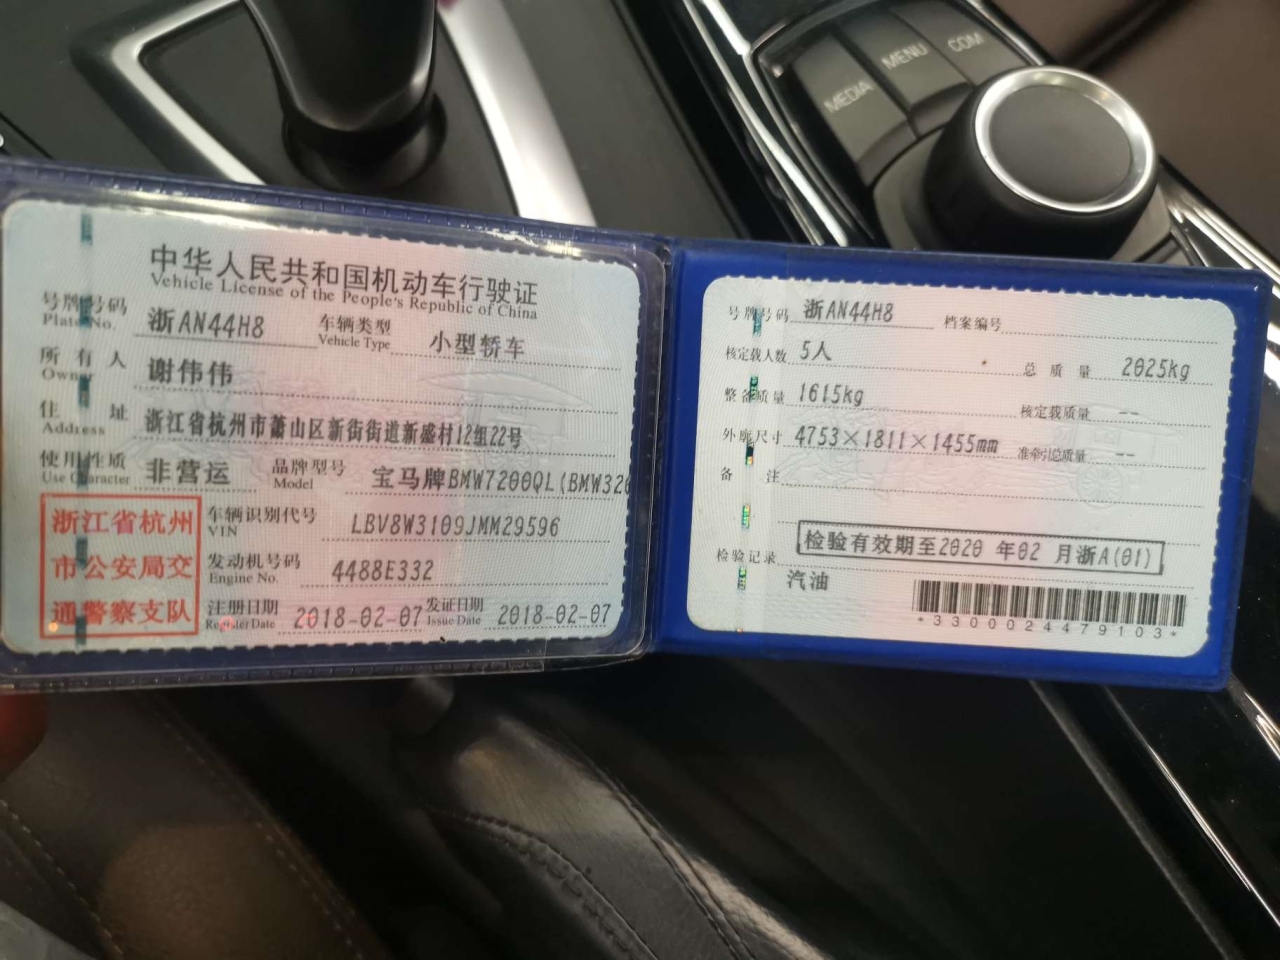 MEDIA
MENU
COM
中华人民共和国机动车行驶证
Vehicle License of the People's Republic of China
号牌号码 浙AN44H8 车辆类型 小型轿车
Plate No. Vehicle Type
所有人 谢伟伟
Owner
住址 浙江省杭州市萧山区新街街道新盛村12组22号
Address
使用性质 非营运 品牌型号 宝马牌BMW7200QL(BMW320
Use Character Model
浙江省杭州
市公安局交
通警察支队
车辆识别代号 LBV8W3109JMM29596
VIN
发动机号码 4488E332
Engine No.
注册日期 2018-02-07 发证日期 2018-02-07
Register Date Issue Date
号牌号码 浙AN44H8 档案编号
核定载人数 5人 总质量 2025kg
整备质量 1615kg 核定载质量 --
外廓尺寸 4753×1811×1455mm 准牵引总质量 --
备注
检验记录 检验有效期至2020 年02 月浙A(01)
汽油
*3300024479103*